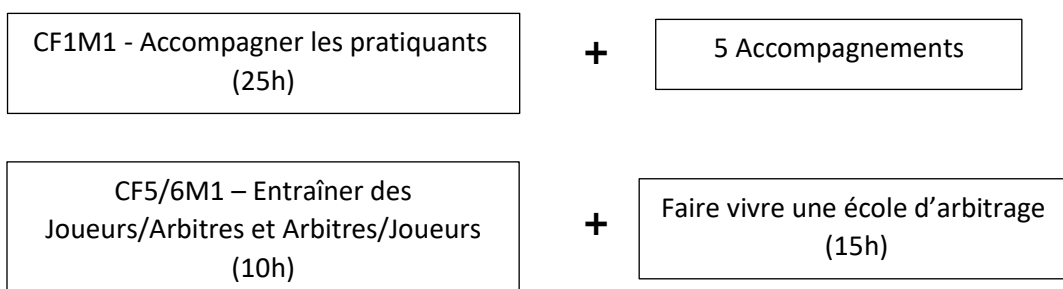 CF1M1 - Accompagner les pratiquants
(25h)
+
5 Accompagnements
CF5/6M1 – Entraîner des
Joueurs/Arbitres et Arbitres/Joueurs
(10h)
+
Faire vivre une école d’arbitrage
(15h)